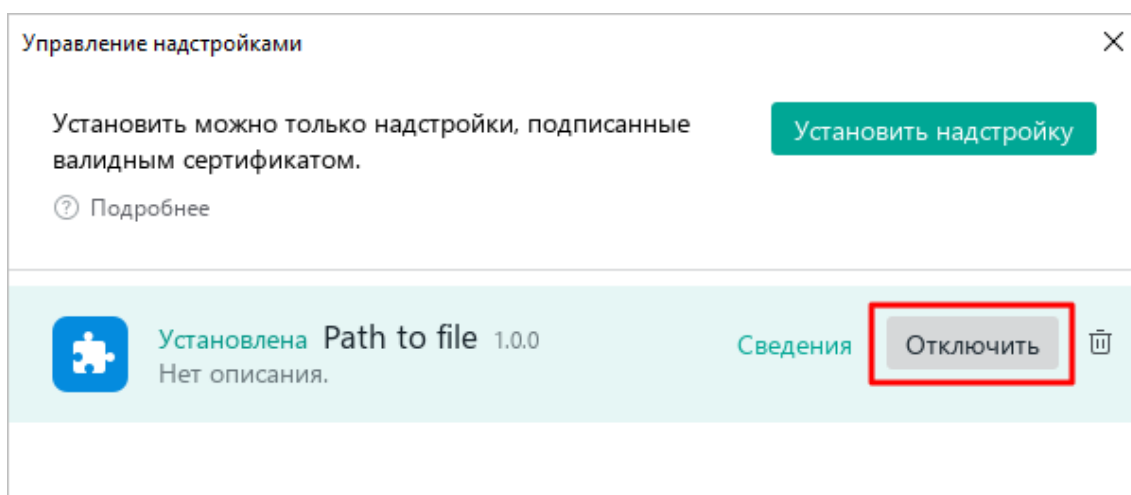 Управление надстройками
Установить можно только надстройки, подписанные
валидным сертификатом.
Установить надстройку
? Подробнее
Установлена Path to file 1.0.0
Нет описания.
Сведения
Отключить